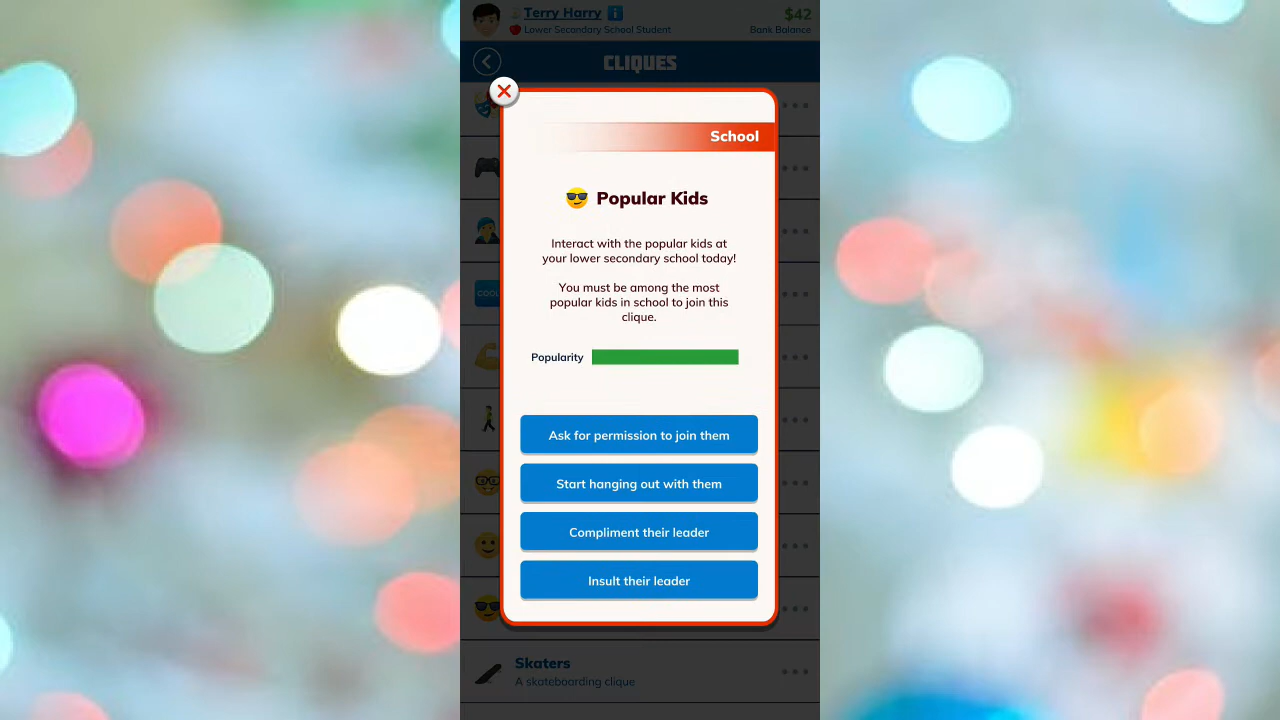 Terry Harry
$42
Lower Secondary School Student
Bank Balance
CLIQUES
School
Popular Kids
Interact with the popular kids at
your lower secondary school today!
You must be among the most
popular kids in school to join this
clique.
Popularity
COOL
Ask for permission to join them
Start hanging out with them
Compliment their leader
Insult their leader
Skaters
A skateboarding clique